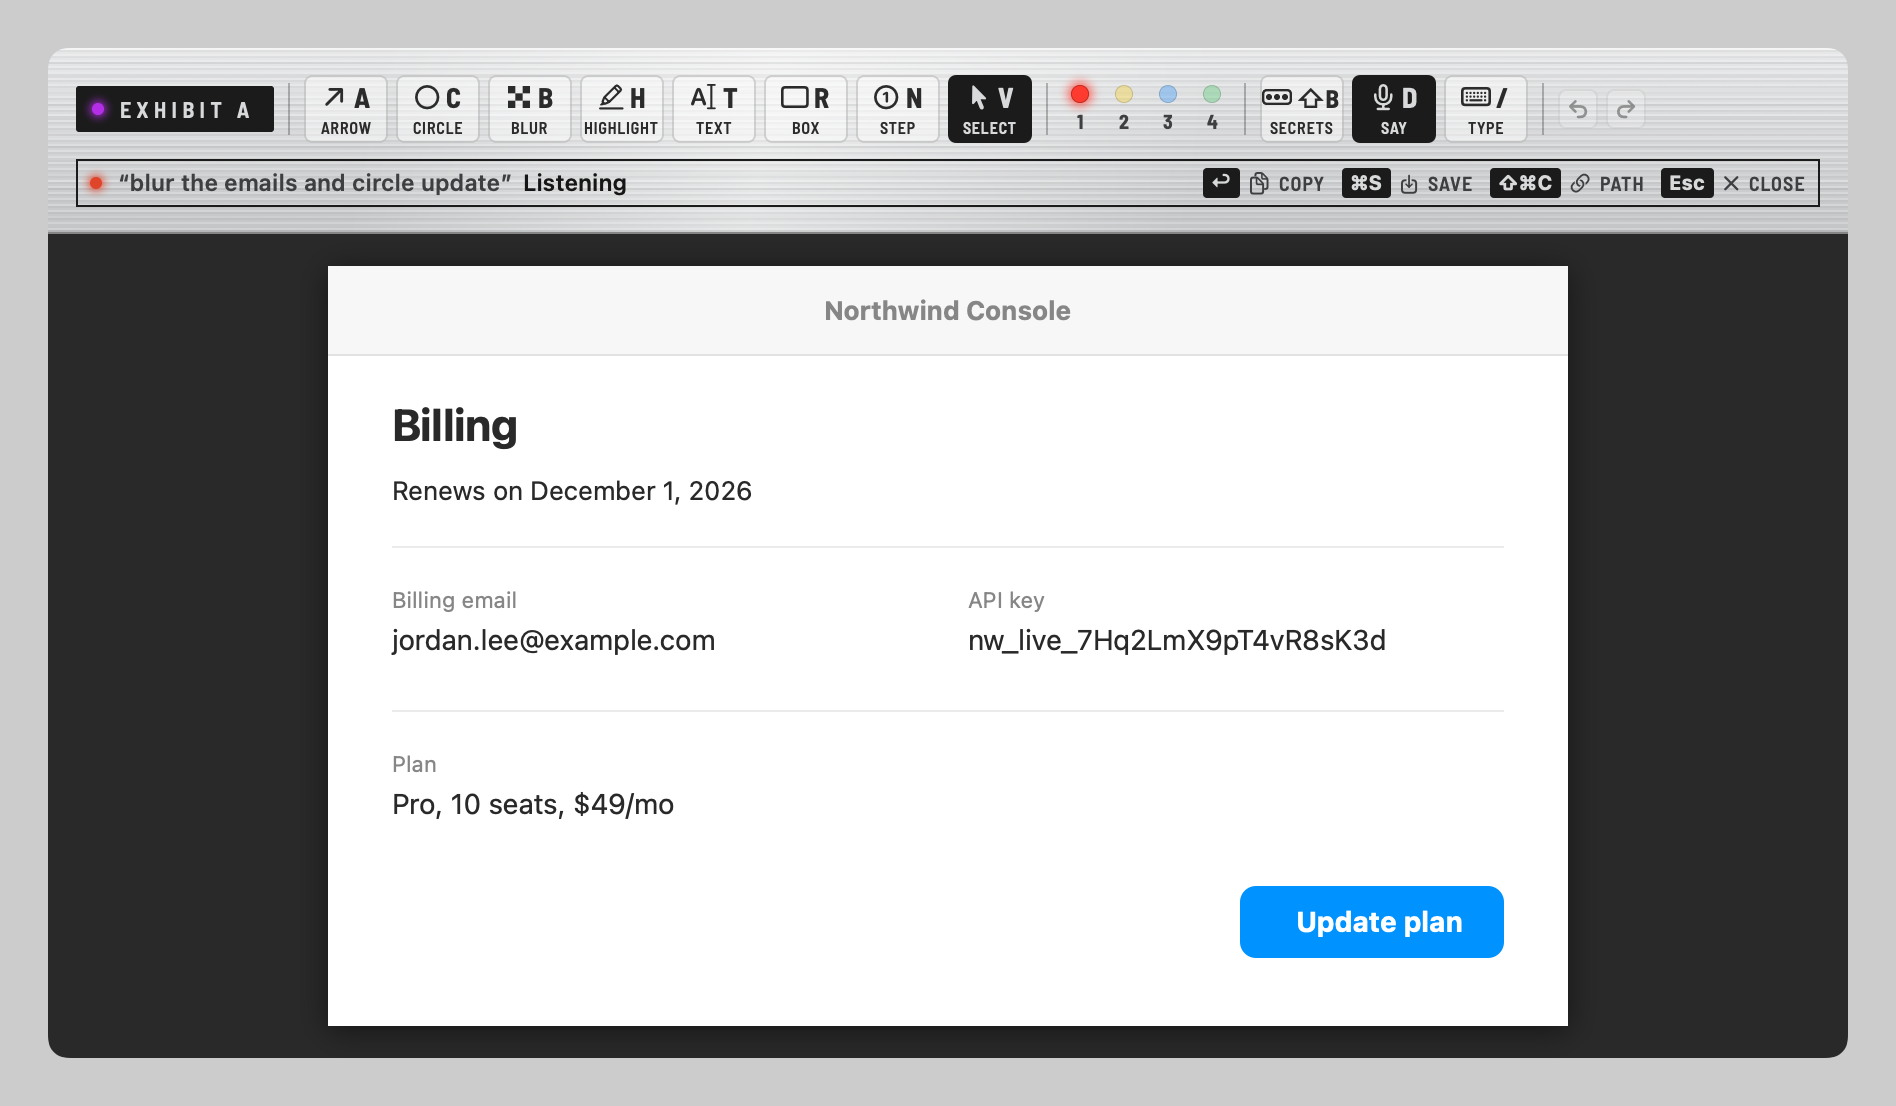 EXHIBIT A
A ARROW
C CIRCLE
B BLUR
H HIGHLIGHT
A T TEXT
R BOX
1 N STEP
V SELECT
1 2 3 4
⇧B SECRETS
D SAY
/ TYPE
“blur the emails and circle update” Listening
↩ COPY ⌘S SAVE ⇧⌘C PATH Esc × CLOSE
Northwind Console
Billing
Renews on December 1, 2026
Billing email
jordan.lee@example.com
API key
nw_live_7Hq2LmX9pT4vR8sK3d
Plan
Pro, 10 seats, $49/mo
Update plan